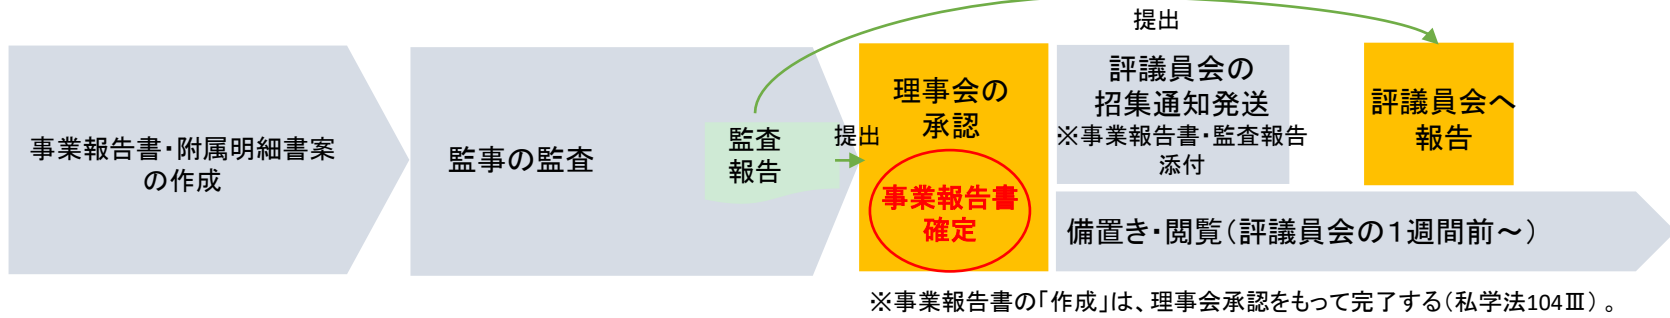 提出
事業報告書・附属明細書案
の作成
監事の監査
監査
報告
提出
理事会の
承認
事業報告書
確定
評議員会の
招集通知発送
※事業報告書・監査報告
添付
評議員会へ
報告
備置き・閲覧(評議員会の1週間前～)
※事業報告書の「作成」は、理事会承認をもって完了する(私学法104Ⅲ)。